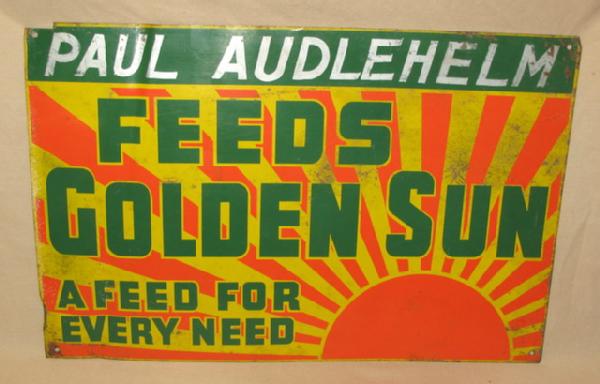 PAUL AUDLEHELM
FEEDS
GOLDEN SUN
A FEED FOR
EVERY NEED